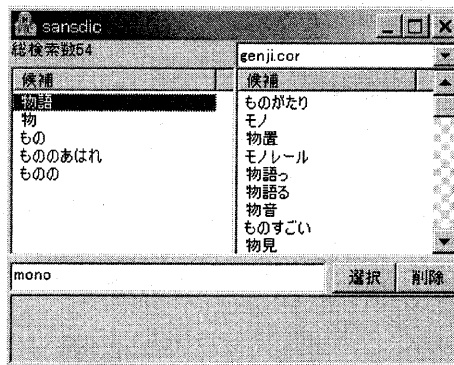 sansdic
総検索数54
genji.cor
候補
物語
物
もの
もののあはれ
ものの
候補
ものがたり
モノ
物置
モノレール
物語っ
物語る
物音
ものすごい
物見
mono
選択
削除